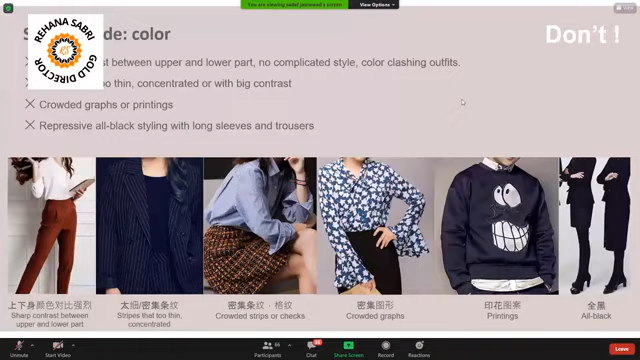 You are viewing sadaf jawawad's screen
View Options
View
REHANA SABRI
RS
GOLD DIRECTOR
S de: color
Don't !
st between upper and lower part, no complicated style, color clashing outfits.
too thin, concentrated or with big contrast
Crowded graphs or printings
Repressive all-black styling with long sleeves and trousers
上下身颜色对比强烈
Sharp contrast between
upper and lower part
太细/密集条纹
Stripes that too thin,
concentrated
密集条纹・格纹
Crowded strips or checks
密集图形
Crowded graphs
印花图案
Printings
全黑
All-black
Unmute
Start Video
Participants
66
Chat
Share Screen
Record
Reactions
Leave